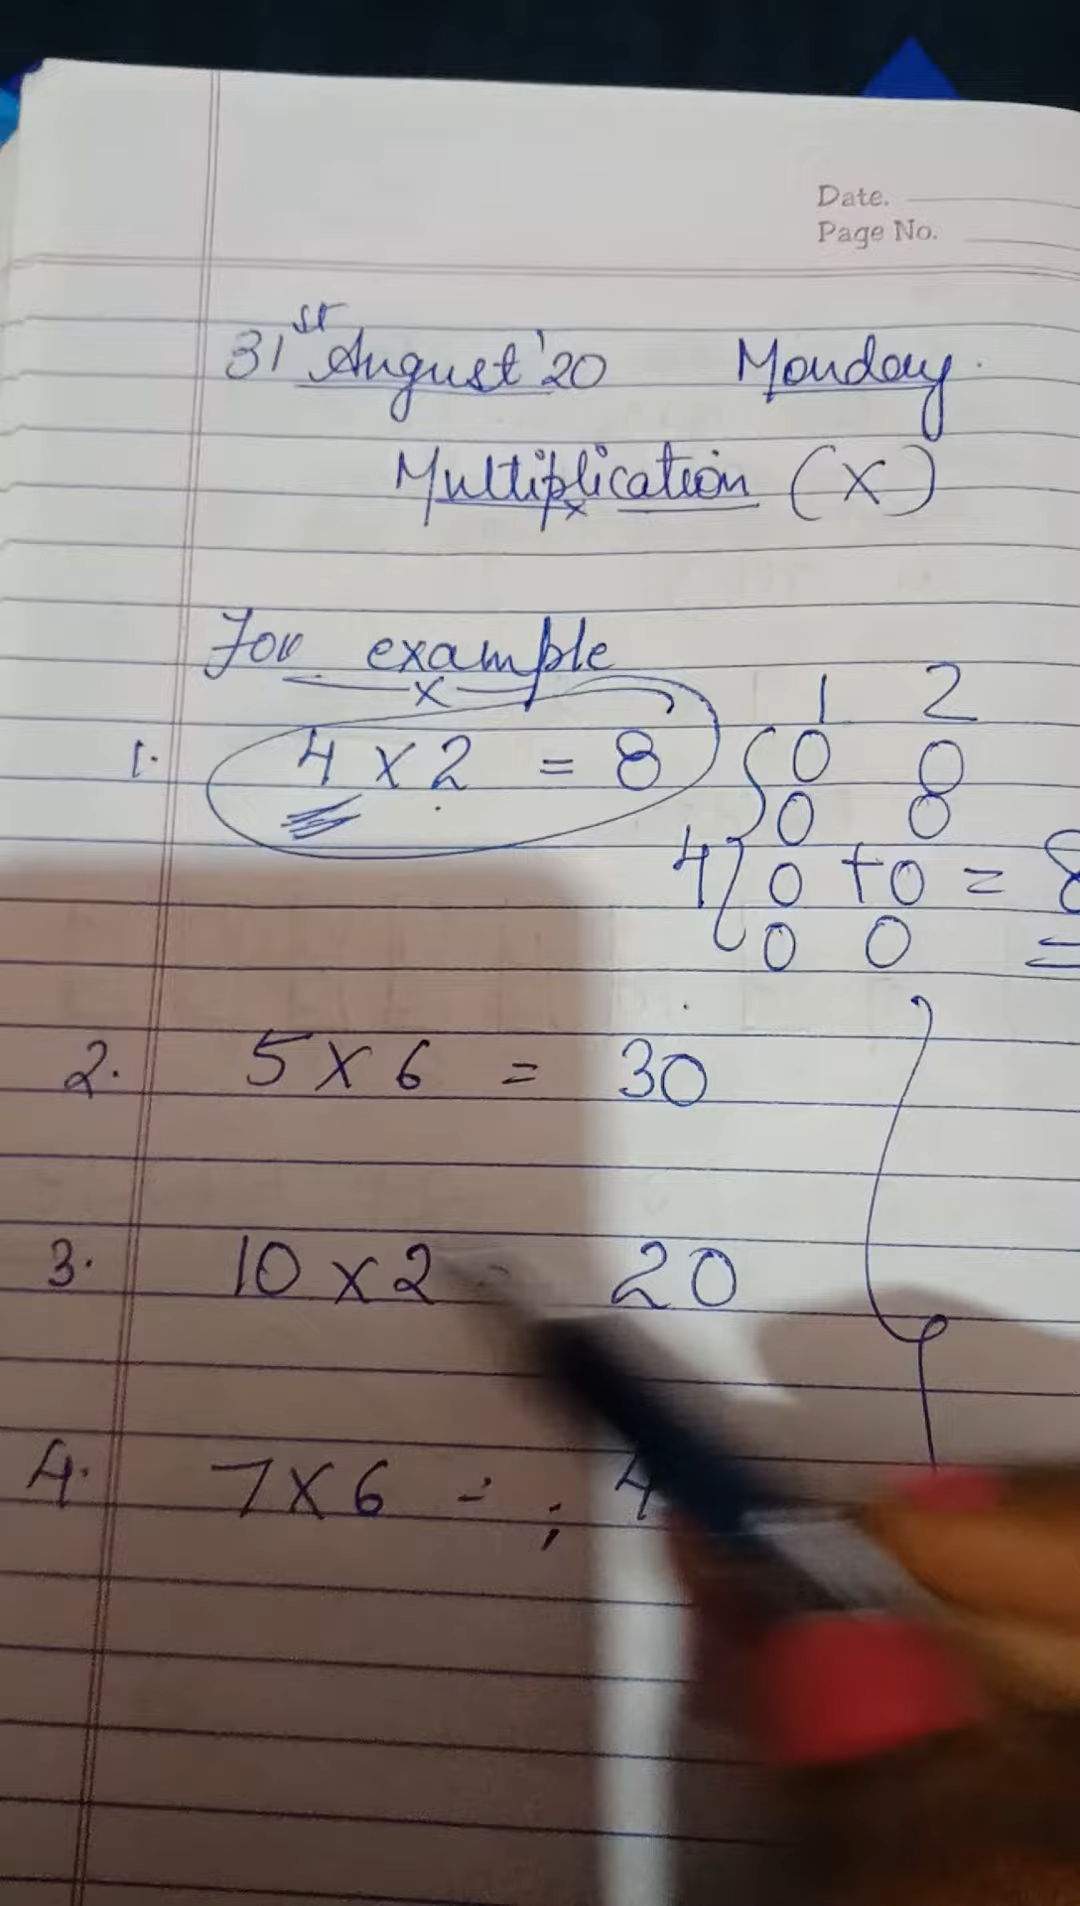 Date.
Page No.
31st August '20 Monday.
Multiplication (X)
x
For example
x
1 2
1. 4 X 2 = 8
0 0
0 0
4 0 + 0 = 8
0 0
2. 5 X 6 = 30
3. 10 X 2 20
4. 7 X 6 = ; 4